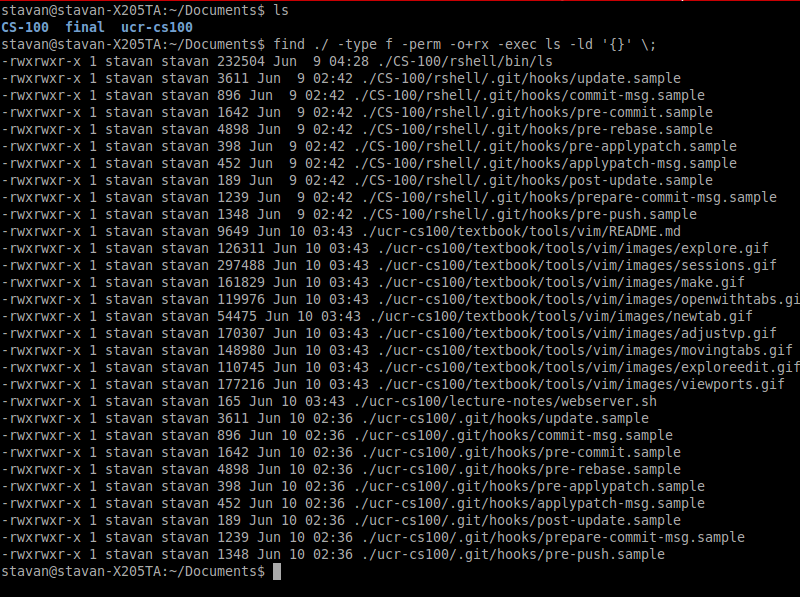 stavan@stavan-X205TA:~/Documents$ ls
CS-100  final  ucr-cs100
stavan@stavan-X205TA:~/Documents$ find ./ -type f -perm -o+rx -exec ls -ld '{}' \;
-rwxrwxr-x 1 stavan stavan 232504 Jun  9 04:28 ./CS-100/rshell/bin/ls
-rwxrwxr-x 1 stavan stavan 3611 Jun  9 02:42 ./CS-100/rshell/.git/hooks/update.sample
-rwxrwxr-x 1 stavan stavan 896 Jun  9 02:42 ./CS-100/rshell/.git/hooks/commit-msg.sample
-rwxrwxr-x 1 stavan stavan 1642 Jun  9 02:42 ./CS-100/rshell/.git/hooks/pre-commit.sample
-rwxrwxr-x 1 stavan stavan 4898 Jun  9 02:42 ./CS-100/rshell/.git/hooks/pre-rebase.sample
-rwxrwxr-x 1 stavan stavan 398 Jun  9 02:42 ./CS-100/rshell/.git/hooks/pre-applypatch.sample
-rwxrwxr-x 1 stavan stavan 452 Jun  9 02:42 ./CS-100/rshell/.git/hooks/applypatch-msg.sample
-rwxrwxr-x 1 stavan stavan 189 Jun  9 02:42 ./CS-100/rshell/.git/hooks/post-update.sample
-rwxrwxr-x 1 stavan stavan 1239 Jun  9 02:42 ./CS-100/rshell/.git/hooks/prepare-commit-msg.sample
-rwxrwxr-x 1 stavan stavan 1348 Jun  9 02:42 ./CS-100/rshell/.git/hooks/pre-push.sample
-rwxrwxr-x 1 stavan stavan 9649 Jun 10 03:43 ./ucr-cs100/textbook/tools/vim/README.md
-rwxrwxr-x 1 stavan stavan 126311 Jun 10 03:43 ./ucr-cs100/textbook/tools/vim/images/explore.gif
-rwxrwxr-x 1 stavan stavan 297488 Jun 10 03:43 ./ucr-cs100/textbook/tools/vim/images/sessions.gif
-rwxrwxr-x 1 stavan stavan 161829 Jun 10 03:43 ./ucr-cs100/textbook/tools/vim/images/make.gif
-rwxrwxr-x 1 stavan stavan 119976 Jun 10 03:43 ./ucr-cs100/textbook/tools/vim/images/openwithtabs.gi
-rwxrwxr-x 1 stavan stavan 54475 Jun 10 03:43 ./ucr-cs100/textbook/tools/vim/images/newtab.gif
-rwxrwxr-x 1 stavan stavan 170307 Jun 10 03:43 ./ucr-cs100/textbook/tools/vim/images/adjustvp.gif
-rwxrwxr-x 1 stavan stavan 148980 Jun 10 03:43 ./ucr-cs100/textbook/tools/vim/images/movingtabs.gif
-rwxrwxr-x 1 stavan stavan 110745 Jun 10 03:43 ./ucr-cs100/textbook/tools/vim/images/exploreedit.gif
-rwxrwxr-x 1 stavan stavan 177216 Jun 10 03:43 ./ucr-cs100/textbook/tools/vim/images/viewports.gif
-rwxrwxr-x 1 stavan stavan 165 Jun 10 03:43 ./ucr-cs100/lecture-notes/webserver.sh
-rwxrwxr-x 1 stavan stavan 3611 Jun 10 02:36 ./ucr-cs100/.git/hooks/update.sample
-rwxrwxr-x 1 stavan stavan 896 Jun 10 02:36 ./ucr-cs100/.git/hooks/commit-msg.sample
-rwxrwxr-x 1 stavan stavan 1642 Jun 10 02:36 ./ucr-cs100/.git/hooks/pre-commit.sample
-rwxrwxr-x 1 stavan stavan 4898 Jun 10 02:36 ./ucr-cs100/.git/hooks/pre-rebase.sample
-rwxrwxr-x 1 stavan stavan 398 Jun 10 02:36 ./ucr-cs100/.git/hooks/pre-applypatch.sample
-rwxrwxr-x 1 stavan stavan 452 Jun 10 02:36 ./ucr-cs100/.git/hooks/applypatch-msg.sample
-rwxrwxr-x 1 stavan stavan 189 Jun 10 02:36 ./ucr-cs100/.git/hooks/post-update.sample
-rwxrwxr-x 1 stavan stavan 1239 Jun 10 02:36 ./ucr-cs100/.git/hooks/prepare-commit-msg.sample
-rwxrwxr-x 1 stavan stavan 1348 Jun 10 02:36 ./ucr-cs100/.git/hooks/pre-push.sample
stavan@stavan-X205TA:~/Documents$